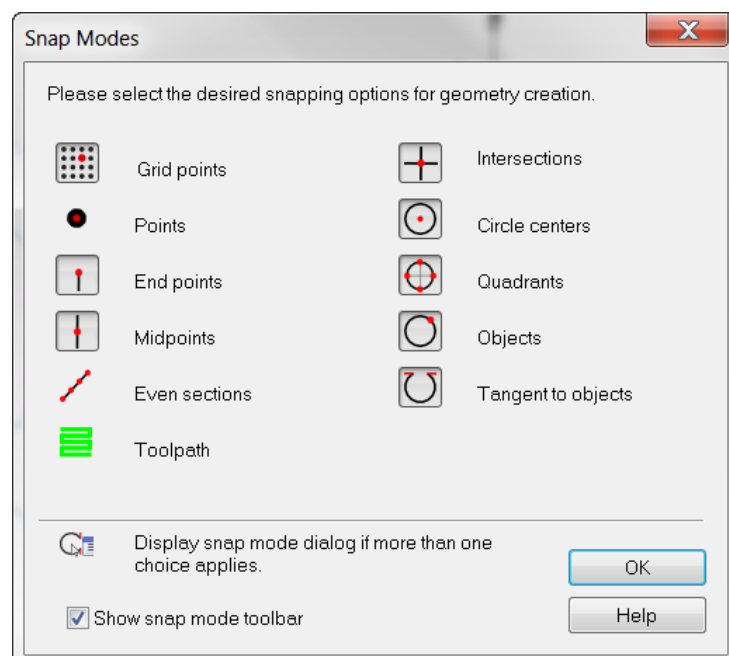 Snap Modes
Please select the desired snapping options for geometry creation.
Grid points
Points
End points
Midpoints
Even sections
Toolpath
Intersections
Circle centers
Quadrants
Objects
Tangent to objects
Display snap mode dialog if more than one
choice applies.
Show snap mode toolbar
OK
Help